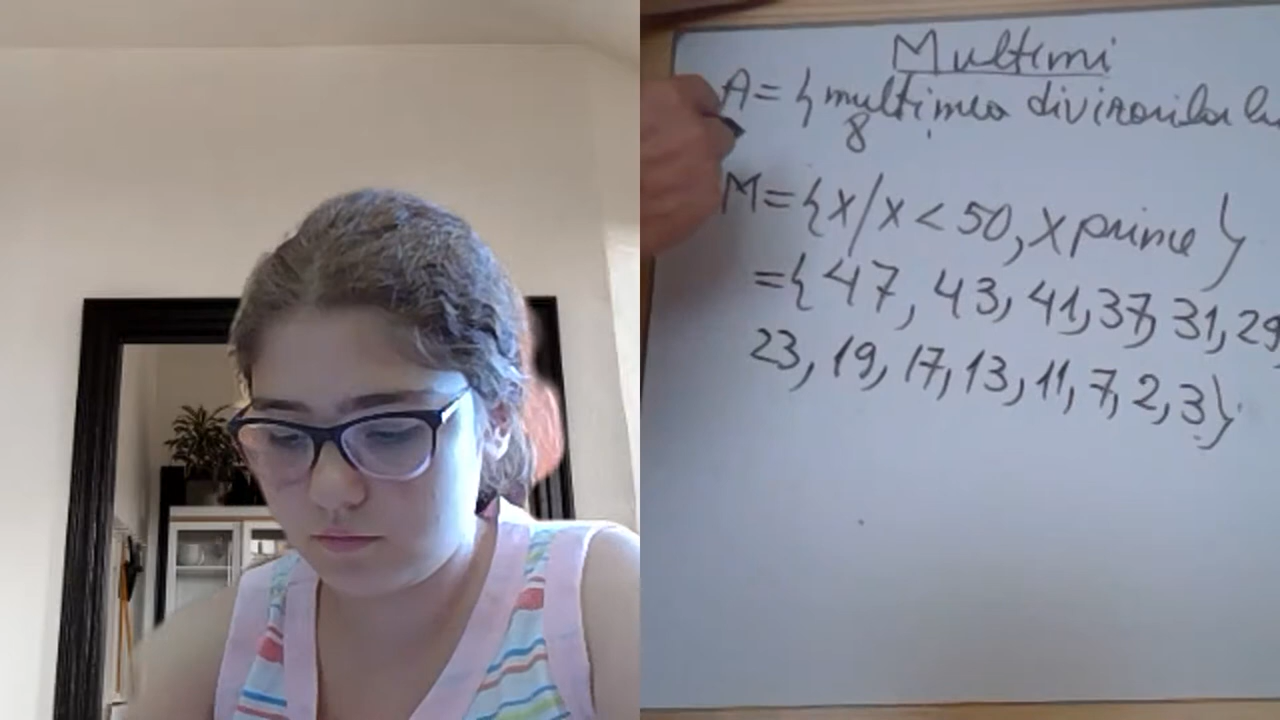 Multimi
A = { multimea divizorilor lu
8
M = {x/x < 50, x prime}
= { 47, 43, 41, 37, 31, 29,
23, 19, 17, 13, 11, 7, 2, 3}